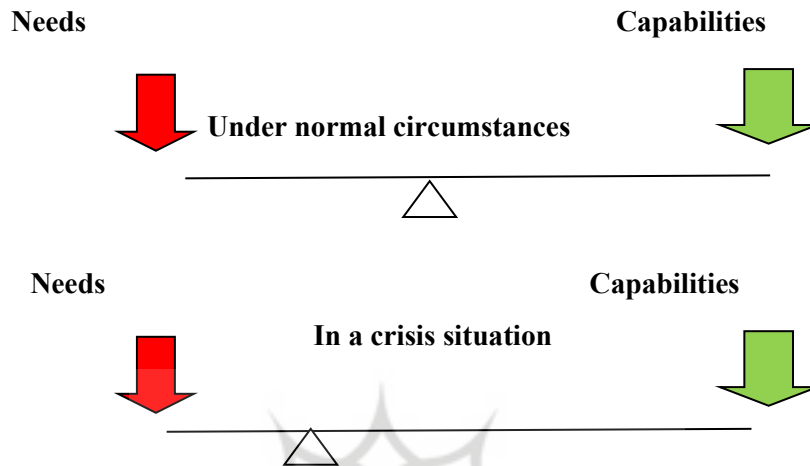 Needs Capabilities
Under normal circumstances
Needs Capabilities
In a crisis situation